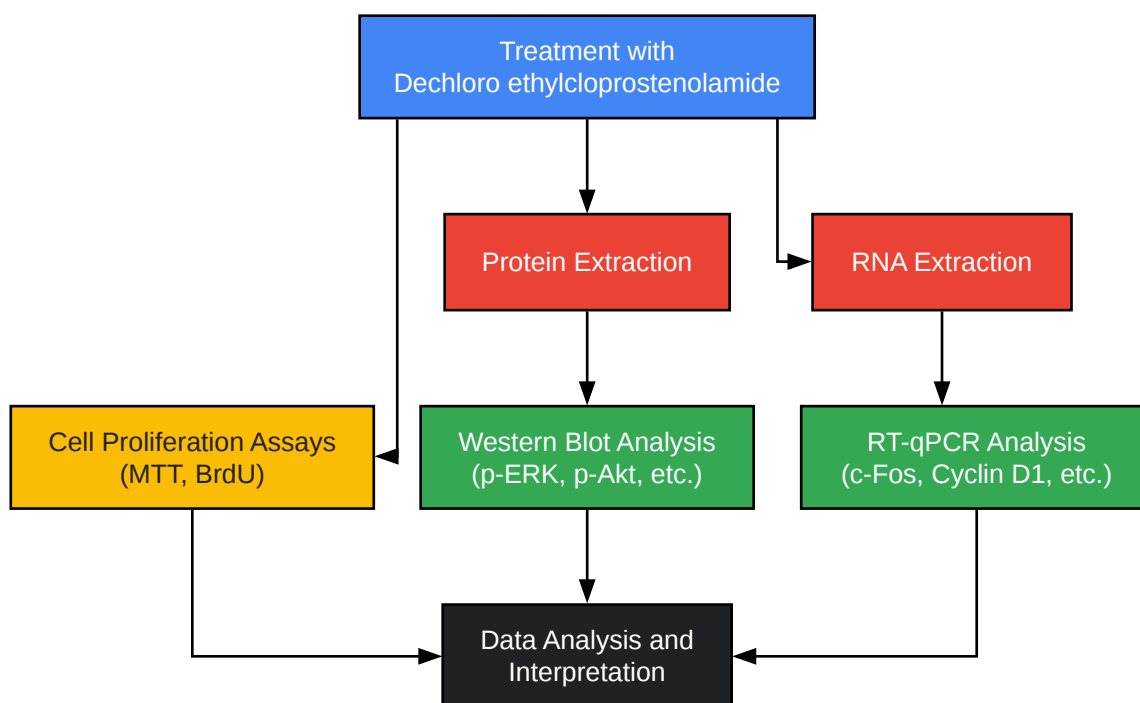 Treatment with
Dechloro ethylcloprostenolamide
Protein Extraction
RNA Extraction
Cell Proliferation Assays
(MTT, BrdU)
Western Blot Analysis
(p-ERK, p-Akt, etc.)
RT-qPCR Analysis
(c-Fos, Cyclin D1, etc.)
Data Analysis and
Interpretation